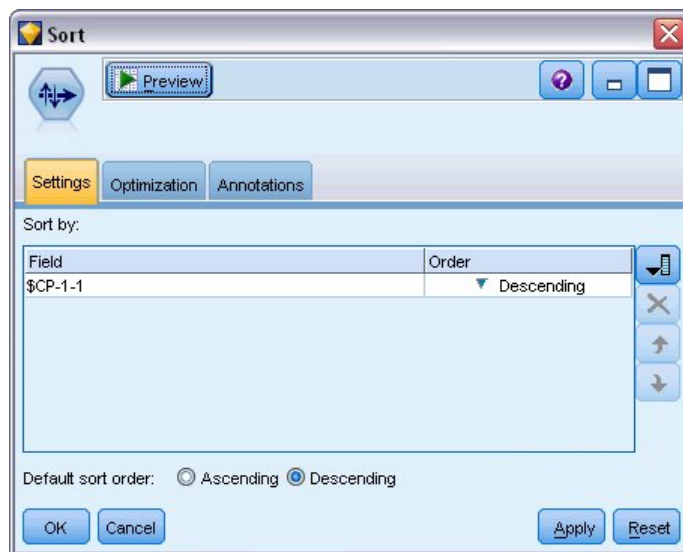 Sort
Preview
Settings Optimization Annotations
Sort by:
Field Order
$CP-1-1 Descending
Default sort order: Ascending Descending
OK Cancel Apply Reset